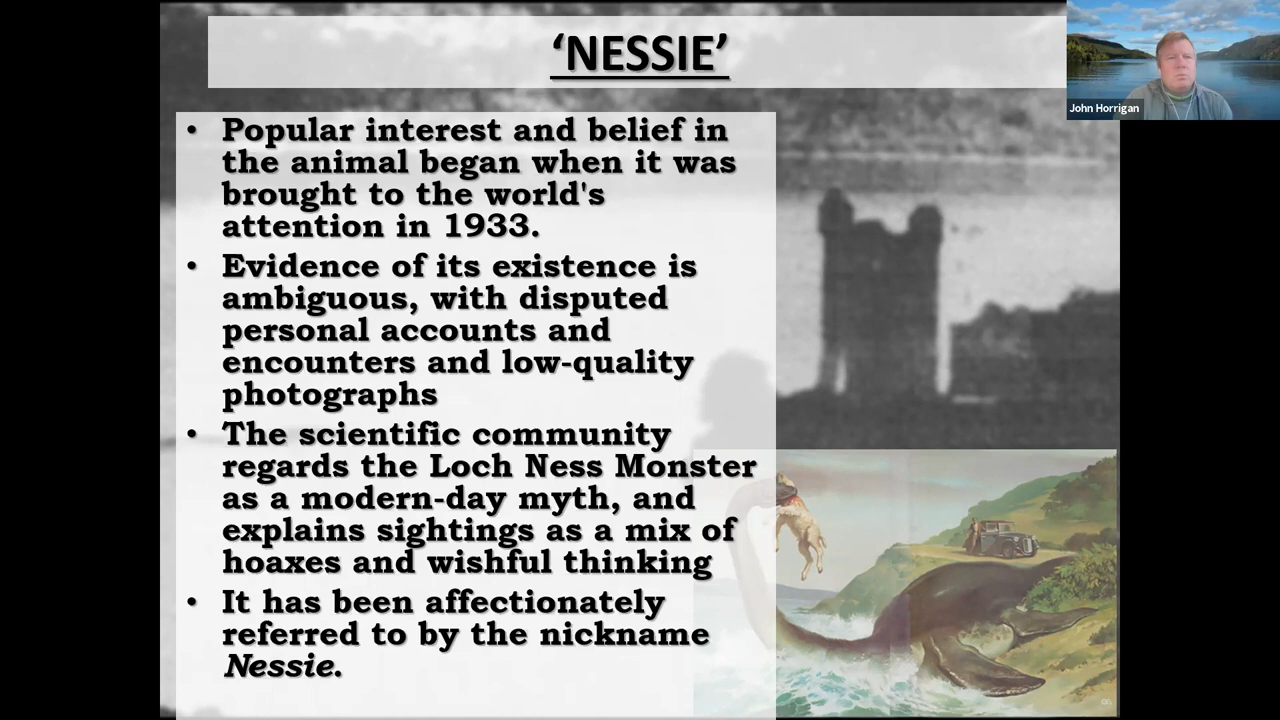 ‘NESSIE’
John Horrigan
• Popular interest and belief in
the animal began when it was
brought to the world's
attention in 1933.
• Evidence of its existence is
ambiguous, with disputed
personal accounts and
encounters and low-quality
photographs
• The scientific community
regards the Loch Ness Monster
as a modern-day myth, and
explains sightings as a mix of
hoaxes and wishful thinking
• It has been affectionately
referred to by the nickname
Nessie.